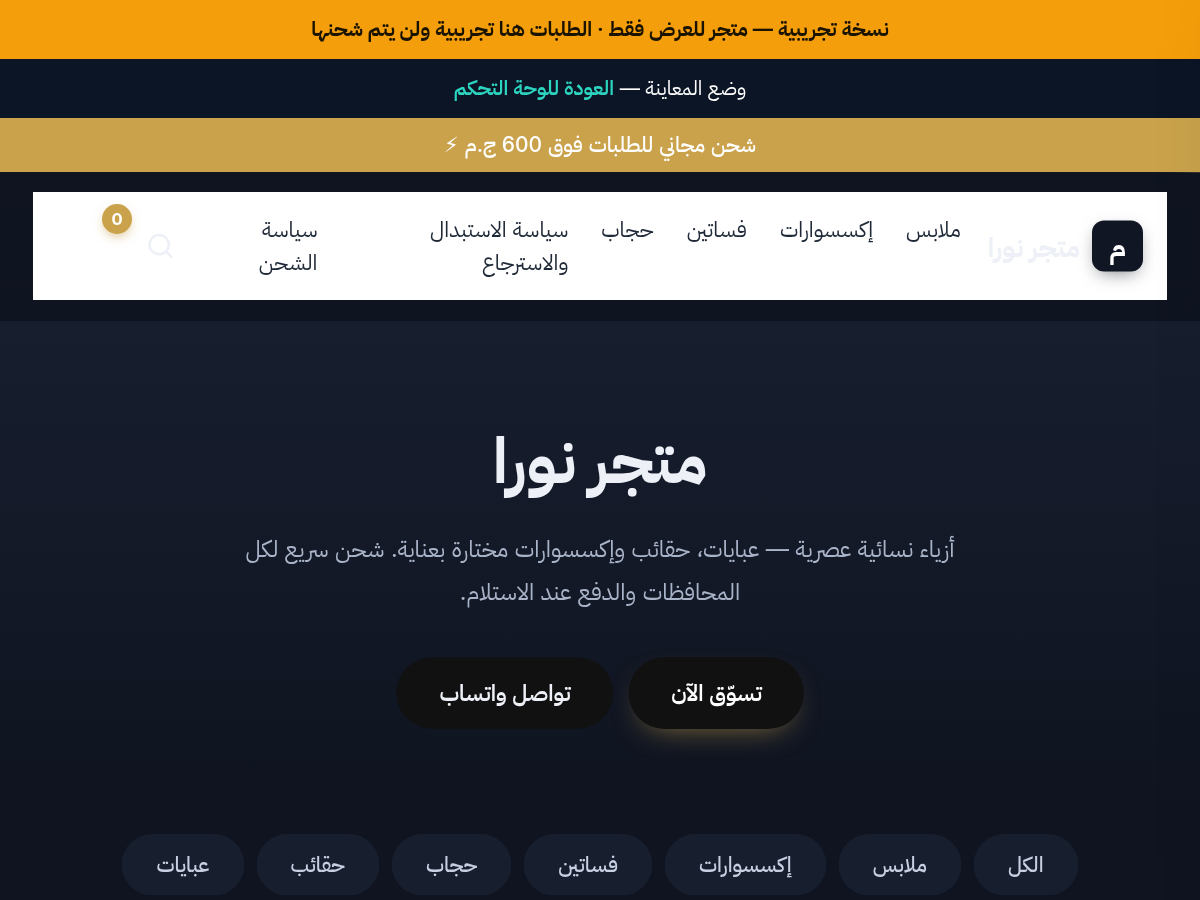 نسخة تجريبية — متجر للعرض فقط · الطلبات هنا تجريبية ولن يتم شحنها
وضع المعاينة — العودة للوحة التحكم
شحن مجاني للطلبات فوق 600 ج.م ⚡
م
متجر نورا
ملابس
إكسسوارات
فساتين
حجاب
سياسة الاستبدال
والاسترجاع
سياسة
الشحن
0
متجر نورا
أزياء نسائية عصرية — عبايات، حقائب وإكسسوارات مختارة بعناية. شحن سريع لكل
المحافظات والدفع عند الاستلام.
تسوّق الآن
تواصل واتساب
الكل
ملابس
إكسسوارات
فساتين
حجاب
حقائب
عبايات